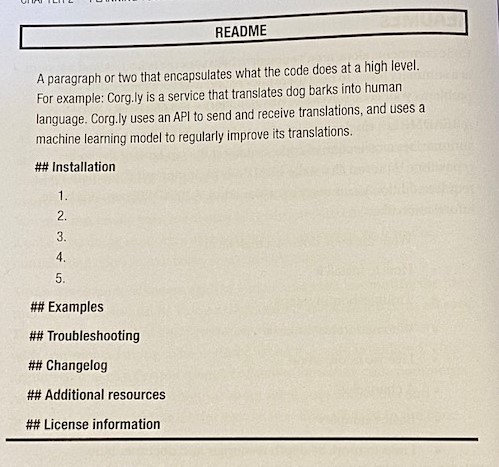 README
A paragraph or two that encapsulates what the code does at a high level.
For example: Corg.ly is a service that translates dog barks into human
language. Corg.ly uses an API to send and receive translations, and uses a
machine learning model to regularly improve its translations.
## Installation
1.
2.
3.
4.
5.
## Examples
## Troubleshooting
## Changelog
## Additional resources
## License information